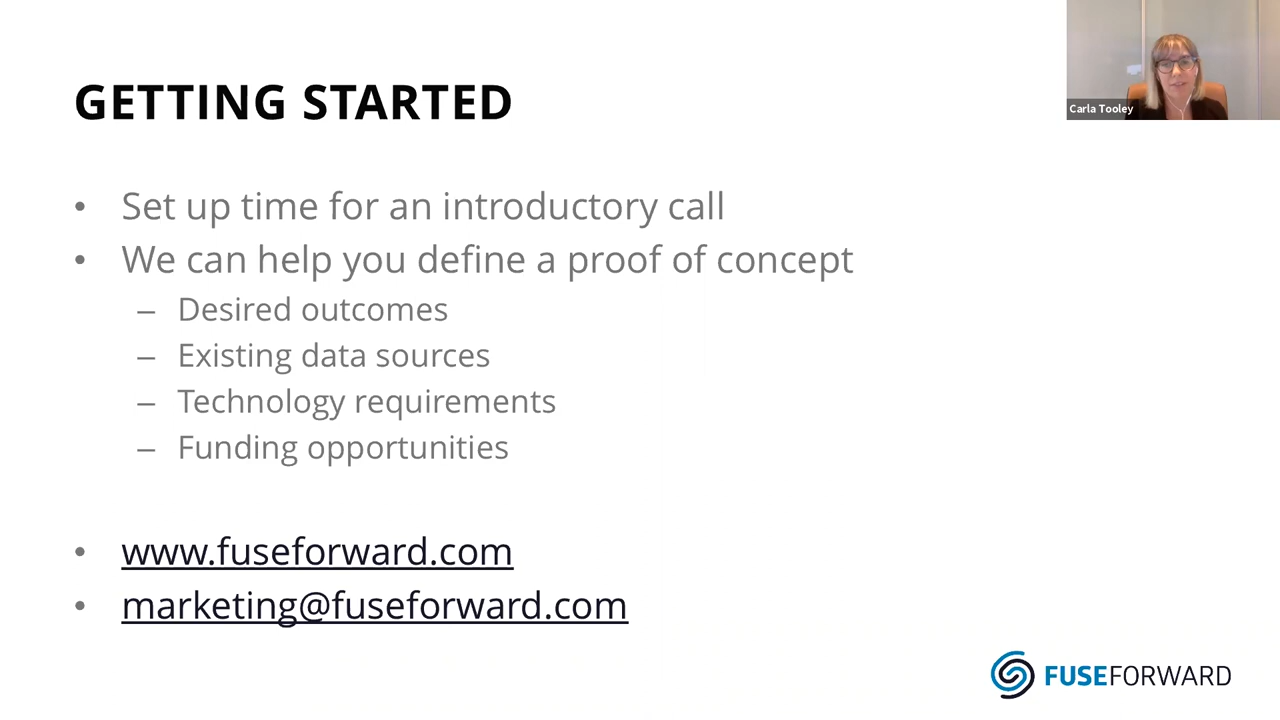 Carla Tooley
GETTING STARTED
• Set up time for an introductory call
• We can help you define a proof of concept
– Desired outcomes
– Existing data sources
– Technology requirements
– Funding opportunities
• www.fuseforward.com
• marketing@fuseforward.com
FUSEFORWARD